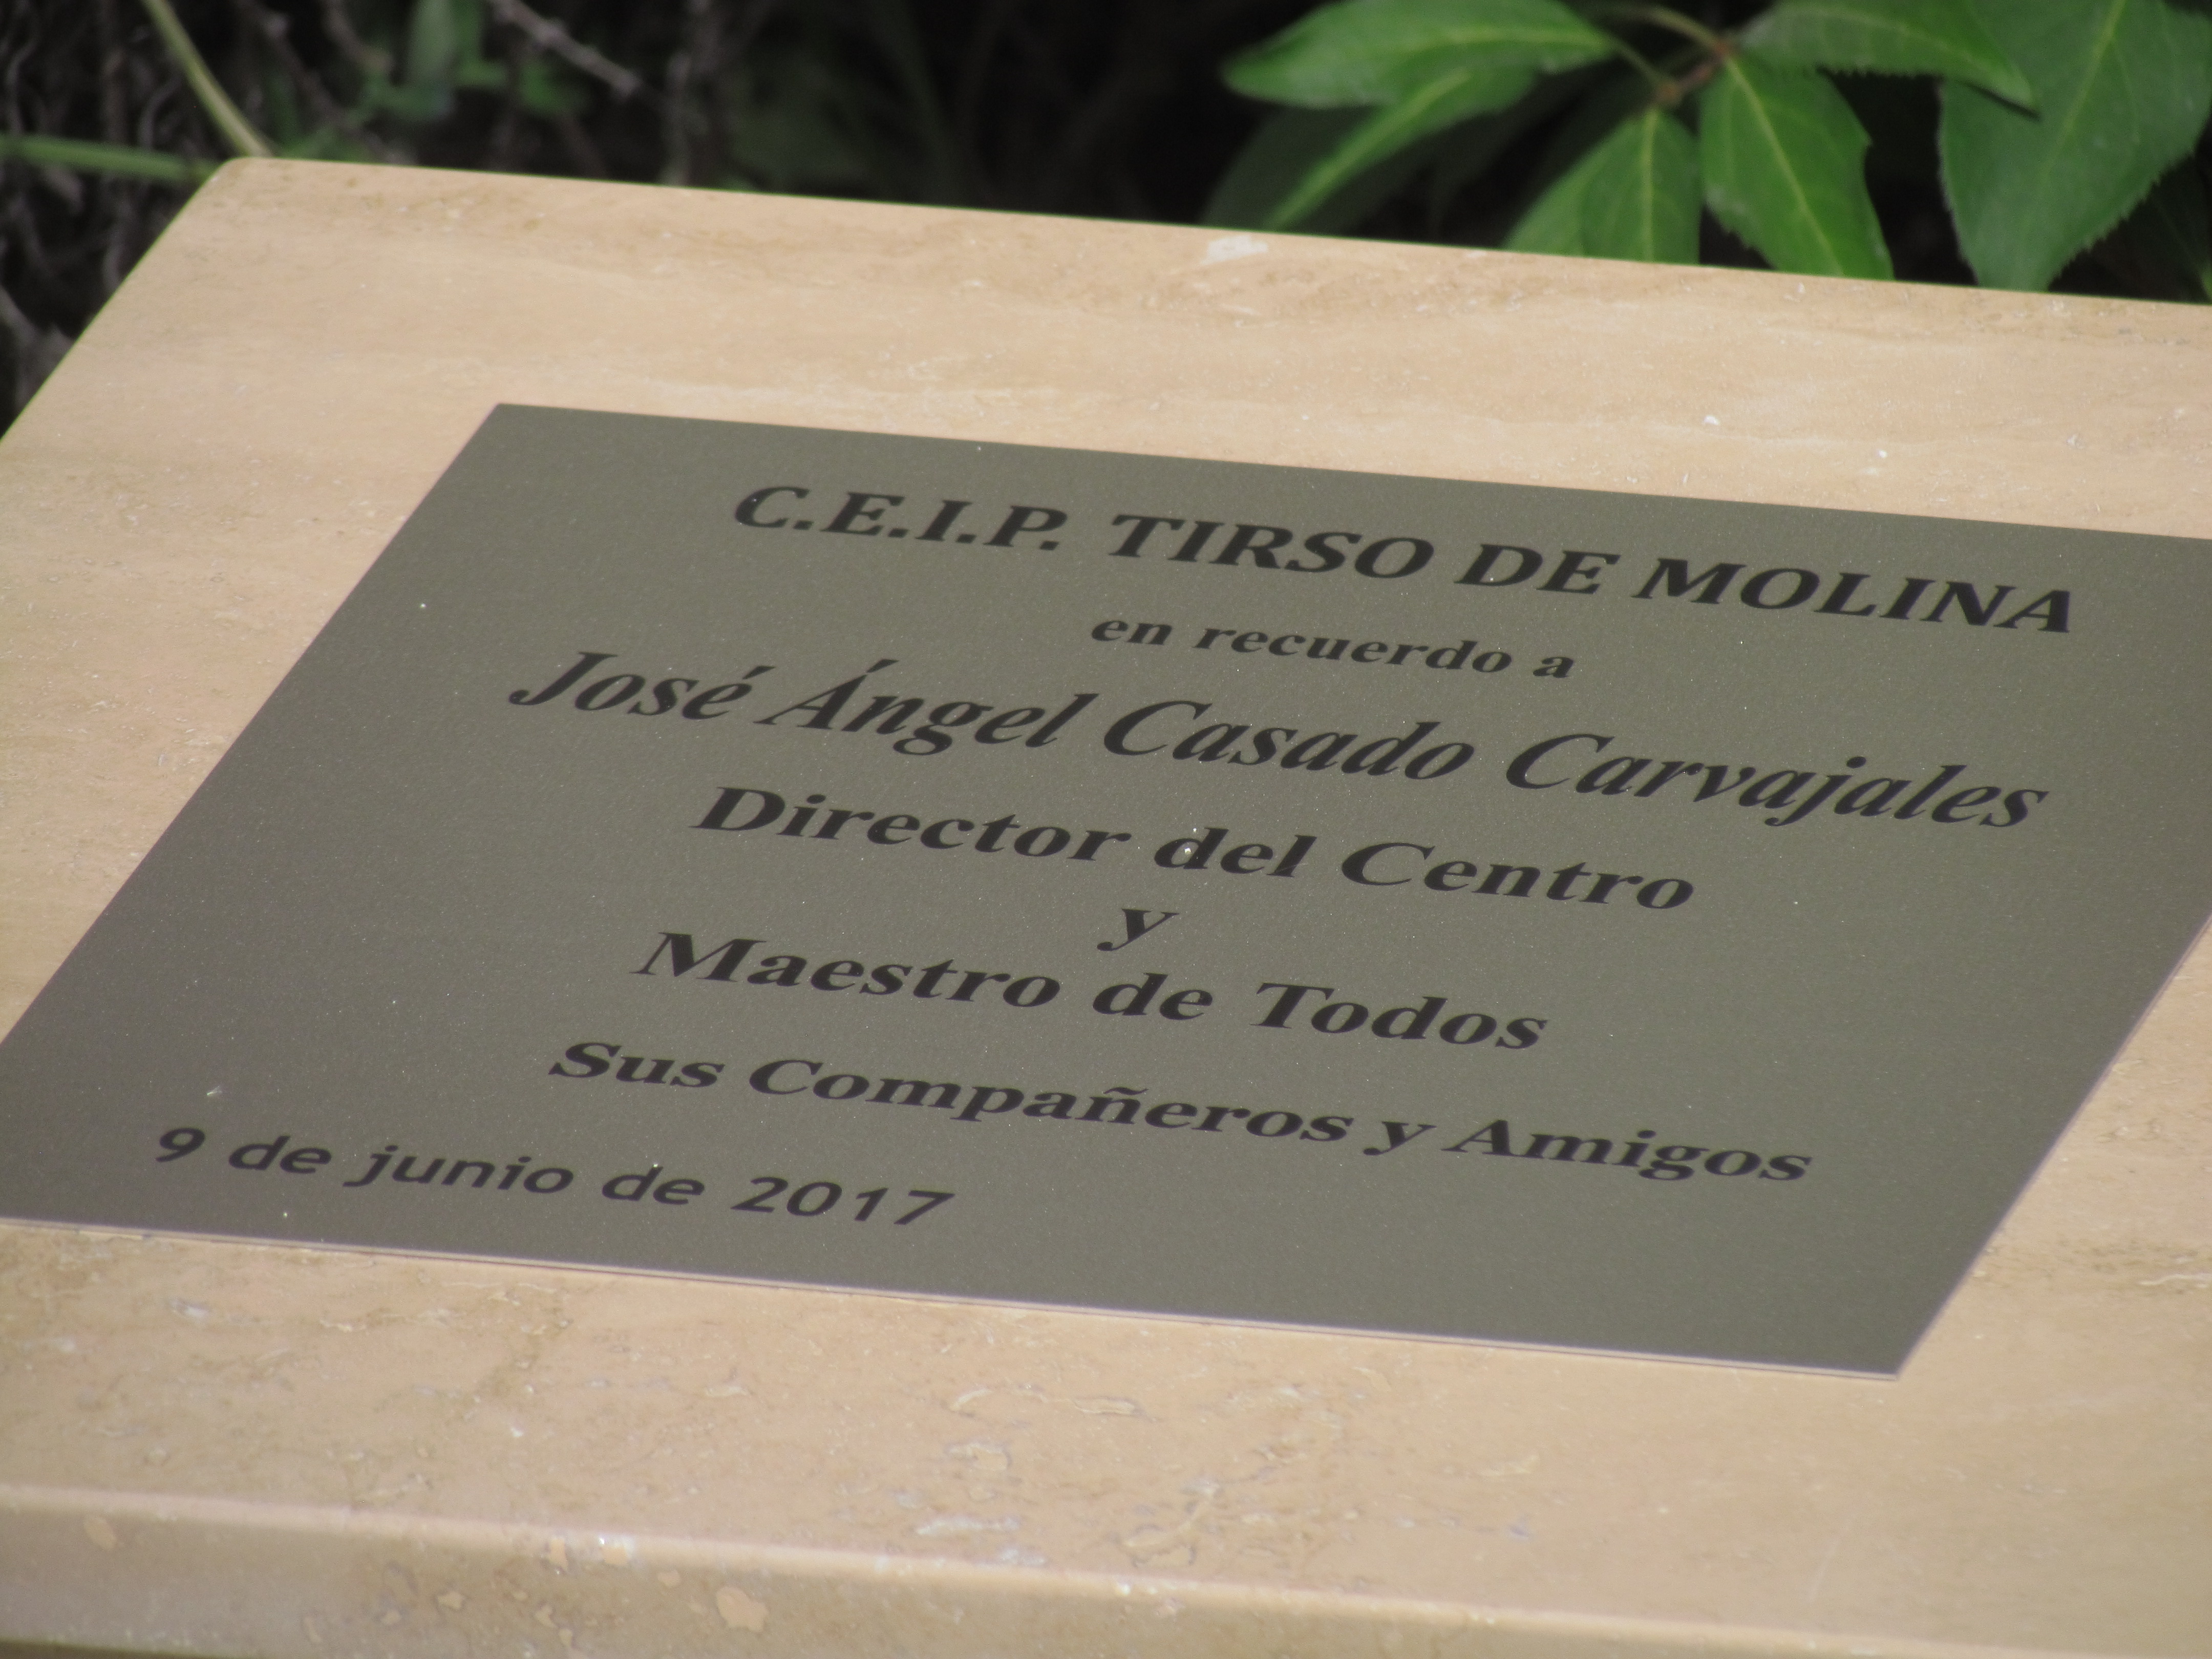 C.E.I.P. TIRSO DE MOLINA
en recuerdo a
José Ángel Casado Carvajales
Director del Centro
y
Maestro de Todos
Sus Compañeros y Amigos
9 de junio de 2017